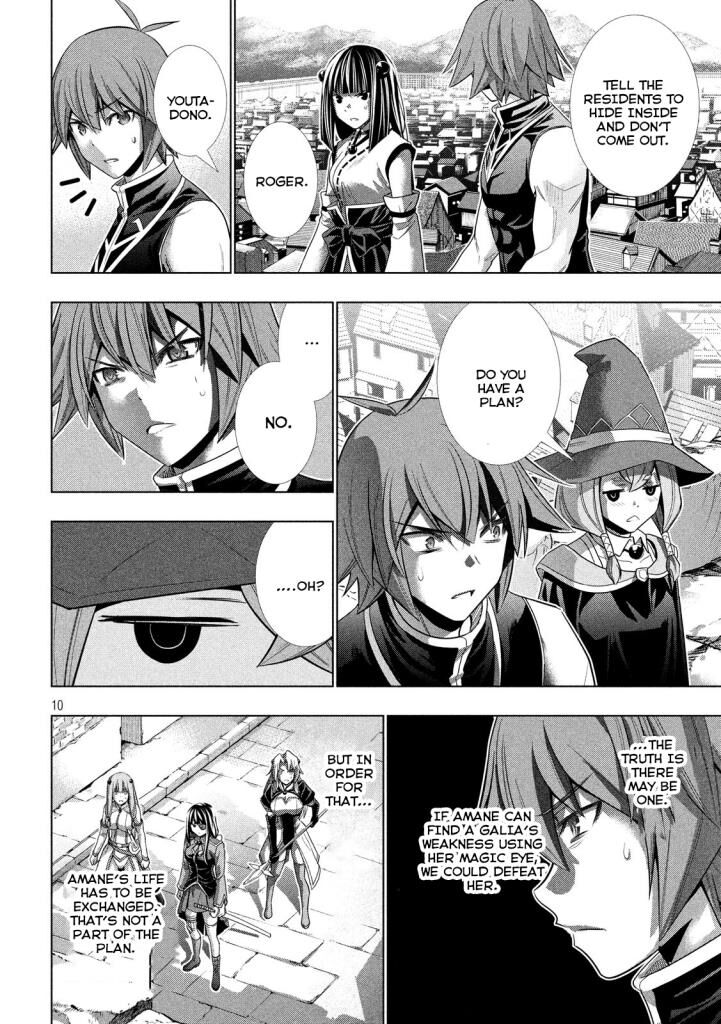 TELL THE
RESIDENTS TO
HIDE INSIDE
AND DON'T
COME OUT.
ROGER.
YOUTA-
DONO.
DO YOU
HAVE A
PLAN?
...
NO.
....OH?
10
...THE
TRUTH IS
THERE
MAY BE
ONE.
IF AMANE CAN
FIND A GALIA'S
WEAKNESS USING
HER MAGIC EYE,
WE COULD DEFEAT
HER.
BUT IN
ORDER
FOR
THAT...
AMANE'S LIFE
HAS TO BE
EXCHANGED.
THAT'S NOT A
PART OF THE
PLAN.